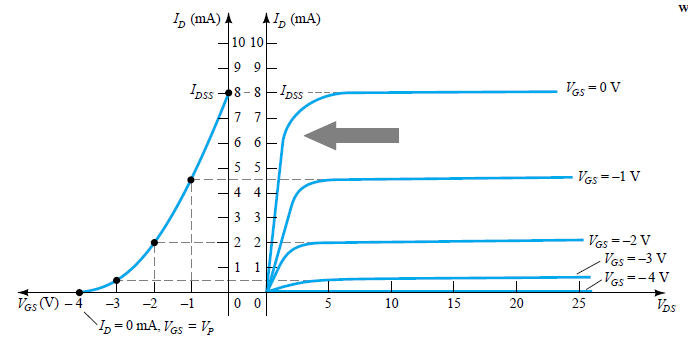 w
I_D (mA) I_D (mA)
10 10
9 9
I_DSS 8 8 I_DSS V_GS = 0 V
7 7
6 6
5 5
V_GS = –1 V
4 4
3 3
2 2 V_GS = –2 V
V_GS = –3 V
1 1 V_GS = – 4 V
V_GS (V) – 4 –3 –2 –1 0 0 5 10 15 20 25 V_DS
I_D = 0 mA, V_GS = V_P